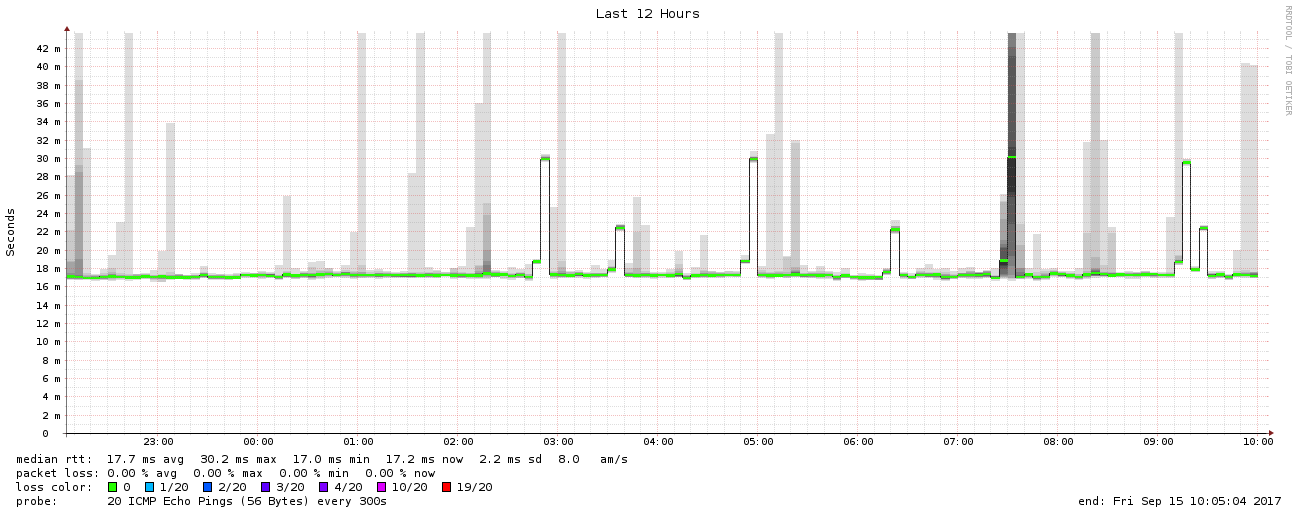 Last 12 Hours
RRDTOOL / TOBI OETIKER
Seconds
42 m
40 m
38 m
36 m
34 m
32 m
30 m
28 m
26 m
24 m
22 m
20 m
18 m
16 m
14 m
12 m
10 m
8 m
6 m
4 m
2 m
0
23:00 00:00 01:00 02:00 03:00 04:00 05:00 06:00 07:00 08:00 09:00 10:00
median rtt: 17.7 ms avg 30.2 ms max 17.0 ms min 17.2 ms now 2.2 ms sd 8.0 am/s
packet loss: 0.00 % avg 0.00 % max 0.00 % min 0.00 % now
loss color: 0 1/20 2/20 3/20 4/20 10/20 19/20
probe: 20 ICMP Echo Pings (56 Bytes) every 300s end: Fri Sep 15 10:05:04 2017